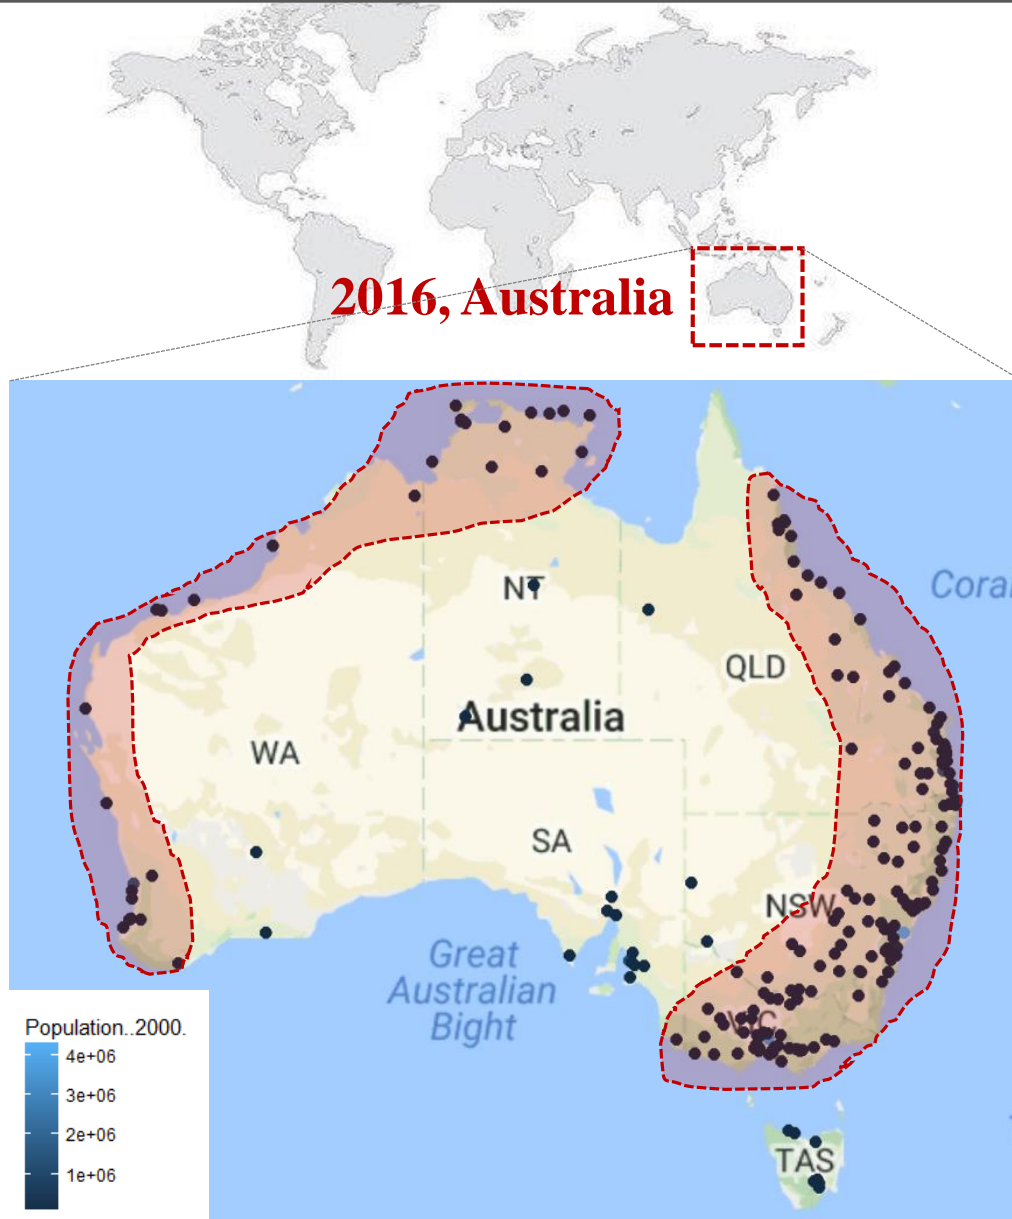 2016, Australia
NT
Coral
QLD
Australia
WA
SA
NSW
Great
Australian
Bight
VIC
TAS
Population..2000.
4e+06
3e+06
2e+06
1e+06